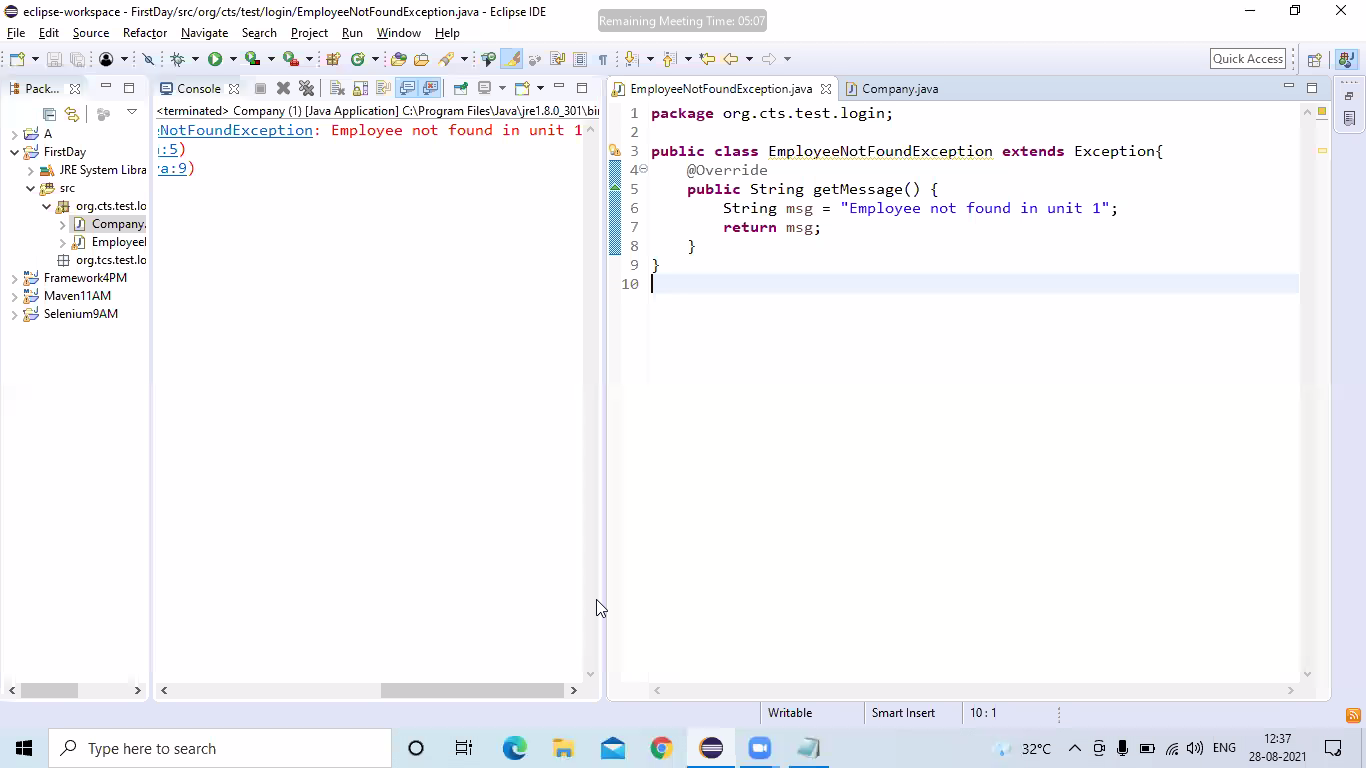 eclipse-workspace - FirstDay/src/org/cts/test/login/EmployeeNotFoundException.java - Eclipse IDE
Remaining Meeting Time: 05:07
File Edit Source Refactor Navigate Search Project Run Window Help
Quick Access
Pack...
A
FirstDay
JRE System Libra
src
org.cts.test.lo
Company.
Employeel
org.tcs.test.lo
Framework4PM
Maven11AM
Selenium9AM
Console
<terminated> Company (1) [Java Application] C:\Program Files\Java\jre1.8.0_301\bin
eNotFoundException: Employee not found in unit 1
:5)
a:9)
EmployeeNotFoundException.java
Company.java
1 package org.cts.test.login;
2
3 public class EmployeeNotFoundException extends Exception{
4 @Override
5 public String getMessage() {
6 String msg = "Employee not found in unit 1";
7 return msg;
8 }
9 }
10
Writable Smart Insert 10 : 1
Type here to search
32°C
ENG
12:37
28-08-2021